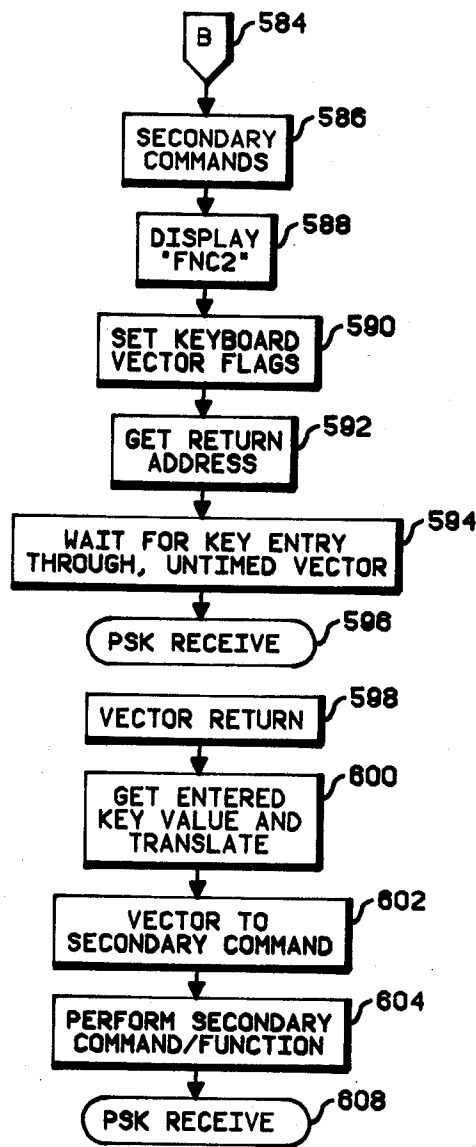 B
584
586
SECONDARY
COMMANDS
588
DISPLAY
"FNC2"
590
SET KEYBOARD
VECTOR FLAGS
592
GET RETURN
ADDRESS
594
WAIT FOR KEY ENTRY
THROUGH, UNTIMED VECTOR
596
PSK RECEIVE
598
VECTOR RETURN
600
GET ENTERED
KEY VALUE AND
TRANSLATE
602
VECTOR TO
SECONDARY COMMAND
604
PERFORM SECONDARY
COMMAND/FUNCTION
608
PSK RECEIVE